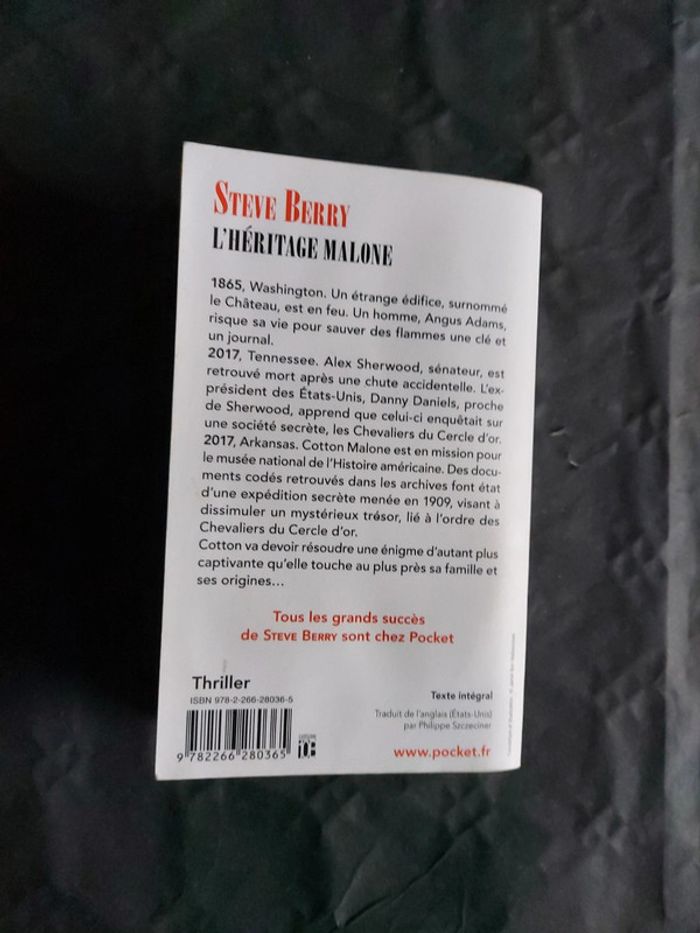 STEVE BERRY
L'HÉRITAGE MALONE
1865, Washington. Un étrange édifice, surnommé
le Château, est en feu. Un homme, Angus Adams,
risque sa vie pour sauver des flammes une clé et
un journal.
2017, Tennessee. Alex Sherwood, sénateur, est
retrouvé mort après une chute accidentelle. L'ex-
président des États-Unis, Danny Daniels, proche
de Sherwood, apprend que celui-ci enquêtait sur
une société secrète, les Chevaliers du Cercle d'or.
2017, Arkansas. Cotton Malone est en mission pour
le musée national de l'Histoire américaine. Des docu-
ments codés retrouvés dans les archives font état
d'une expédition secrète menée en 1909, visant à
dissimuler un mystérieux trésor, lié à l'ordre des
Chevaliers du Cercle d'or.
Cotton va devoir résoudre une énigme d'autant plus
captivante qu'elle touche au plus près sa famille et
ses origines...
Tous les grands succès
de STEVE BERRY sont chez Pocket
Thriller
ISBN 978-2-266-28036-5
9 782266 280365
Texte intégral
Traduit de l'anglais (États-Unis)
par Philippe Szczeciner
www.pocket.fr